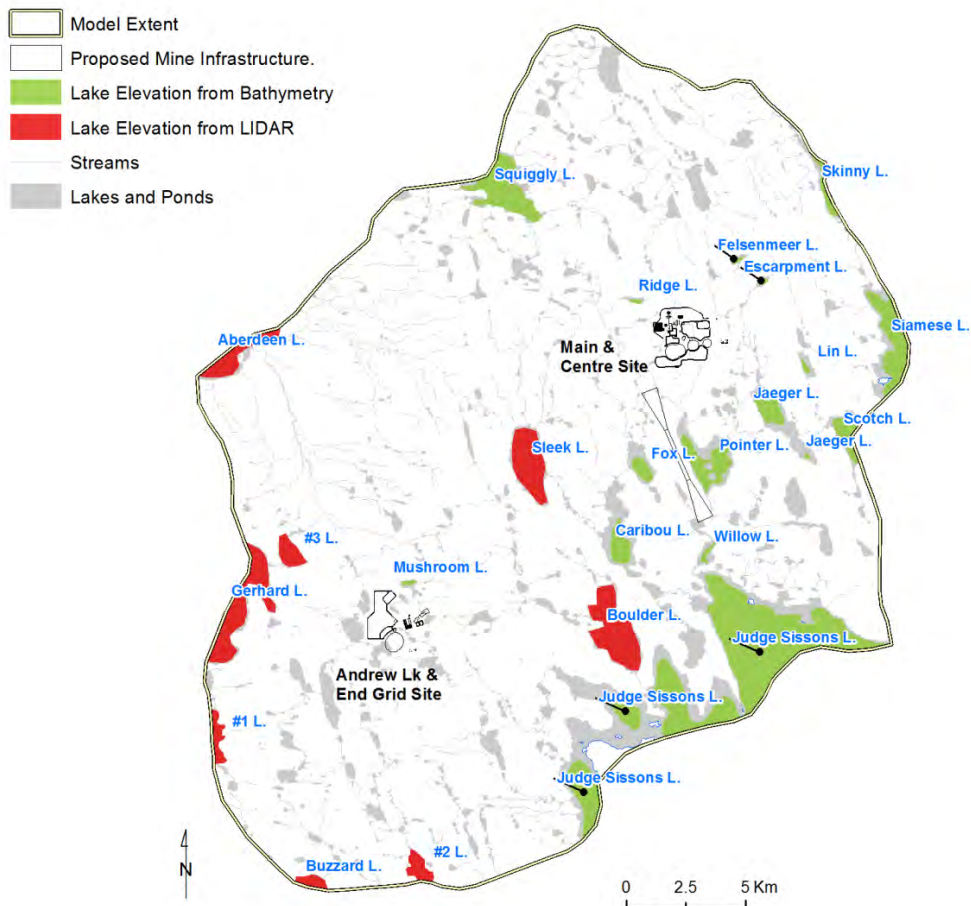 Model Extent
Proposed Mine Infrastructure.
Lake Elevation from Bathymetry
Lake Elevation from LIDAR
Streams
Lakes and Ponds
Squiggly L.
Skinny L.
Felsenmeer L.
Escarpment L.
Ridge L.
Siamese L.
Aberdeen L.
Main &
Centre Site
Lin L.
Jaeger L.
Scotch L.
Sleek L.
Fox L.
Pointer L.
Jaeger L.
Caribou L.
Willow L.
#3 L.
Mushroom L.
Gerhard L.
Boulder L.
Judge Sissons L.
Andrew Lk &
End Grid Site
Judge Sissons L.
#1 L.
Judge Sissons L.
N
Buzzard L.
#2 L.
0 2.5 5 Km